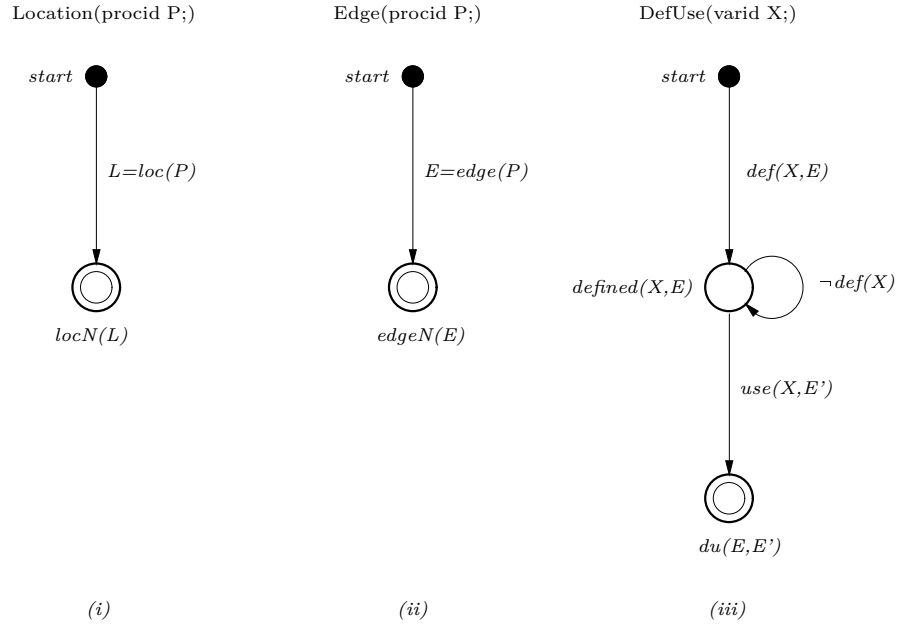 Location(procid P;)
Edge(procid P;)
DefUse(varid X;)
start
start
start
L=loc(P)
E=edge(P)
def(X,E)
defined(X,E)
¬def(X)
locN(L)
edgeN(E)
use(X,E')
du(E,E')
(i)
(ii)
(iii)